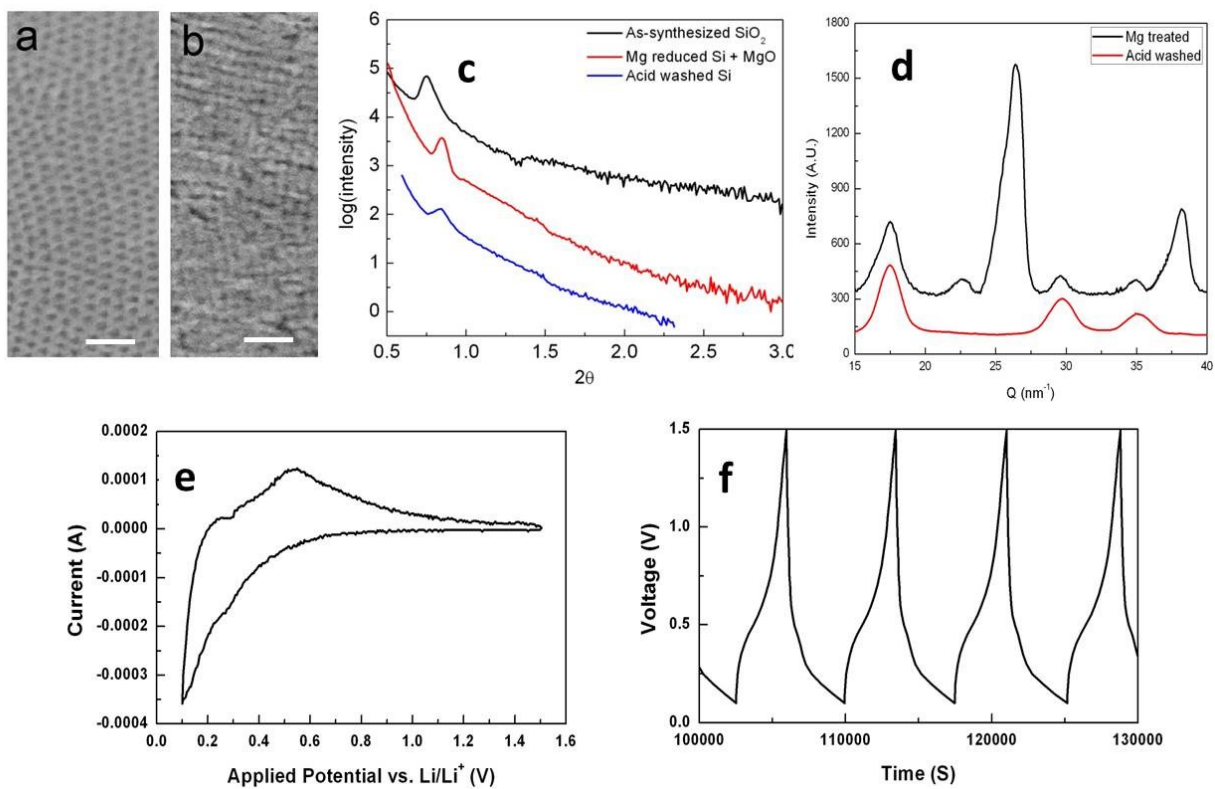 a
b
c
6
5
4
3
2
1
0
log(intensity)
As-synthesized SiO₂
Mg reduced Si + MgO
Acid washed Si
0.5 1.0 1.5 2.0 2.5 3.0
2θ
d
1800
1500
1200
900
600
300
0
Intensity (A.U.)
Mg treated
Acid washed
15 20 25 30 35 40
Q (nm⁻¹)
e
0.0002
0.0001
0.0000
-0.0001
-0.0002
-0.0003
-0.0004
Current (A)
0.0 0.2 0.4 0.6 0.8 1.0 1.2 1.4 1.6
Applied Potential vs. Li/Li⁺ (V)
f
1.5
1.0
0.5
0.0
Voltage (V)
100000 110000 120000 130000
Time (S)